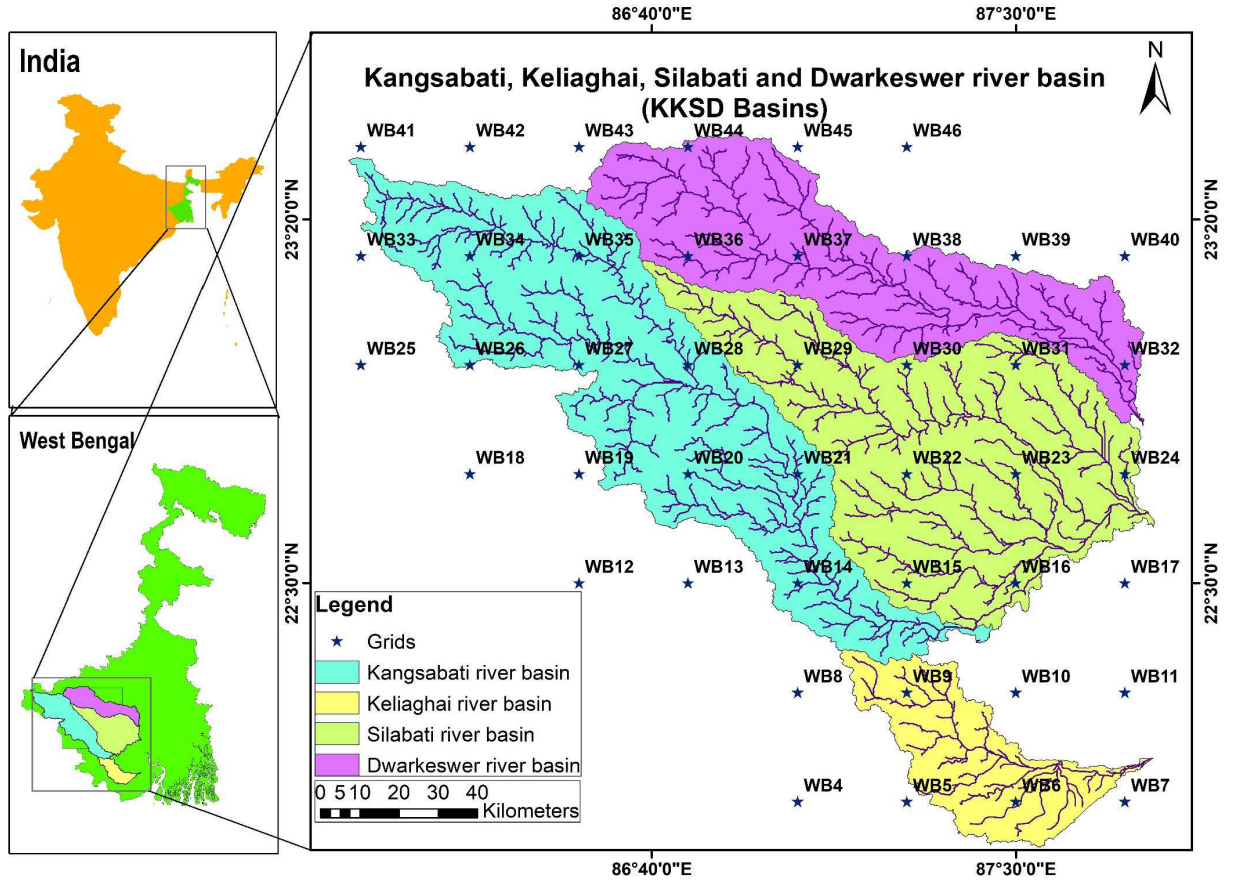 86°40'0"E 87°30'0"E
India
N
Kangsabati, Keliaghai, Silabati and Dwarkeswer river basin
(KKSD Basins)
WB41 WB42 WB43 WB44 WB45 WB46
23°20'0"N
23°20'0"N
WB33 WB34 WB35 WB36 WB37 WB38 WB39 WB40
WB25 WB26 WB27 WB28 WB29 WB30 WB31 WB32
West Bengal
WB18 WB19 WB20 WB21 WB22 WB23 WB24
22°30'0"N
22°30'0"N
WB12 WB13 WB14 WB15 WB16 WB17
Legend
Grids
Kangsabati river basin
Keliaghai river basin
Silabati river basin
Dwarkeswer river basin
0 5 10 20 30 40
Kilometers
WB8 WB9 WB10 WB11
WB4 WB5 WB6 WB7
86°40'0"E 87°30'0"E